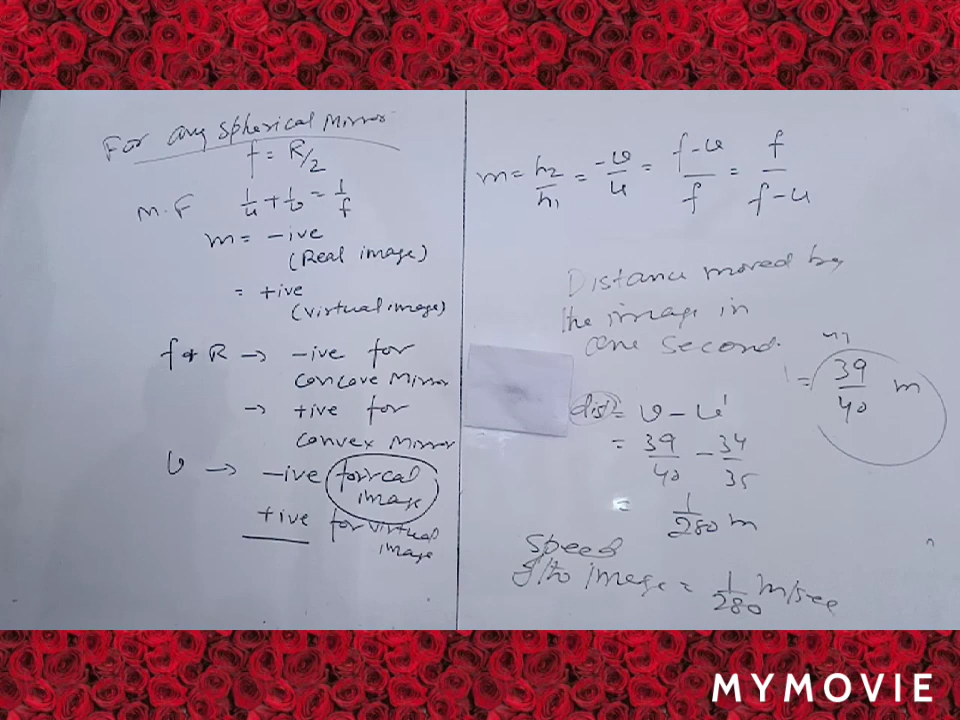 For any Spherical Mirror
f = R/2
M.F 1/u + 1/v = 1/f
m = -ive
(Real image)
= +ive
(virtual image)
f & R → -ive for
concave Mirror
→ +ive for
convex Mirror
v → -ive for real
image
+ive for virtual
image
m = h2/h1 = -v/u = f-v/f = f/f-u
Distance moved by
the image in
one second.
= 39/40 m
dist = v - v'
= 39/40 - 34/35
= 1/280 m
Speed
image = 1/280 m/sec
MYMOVIE